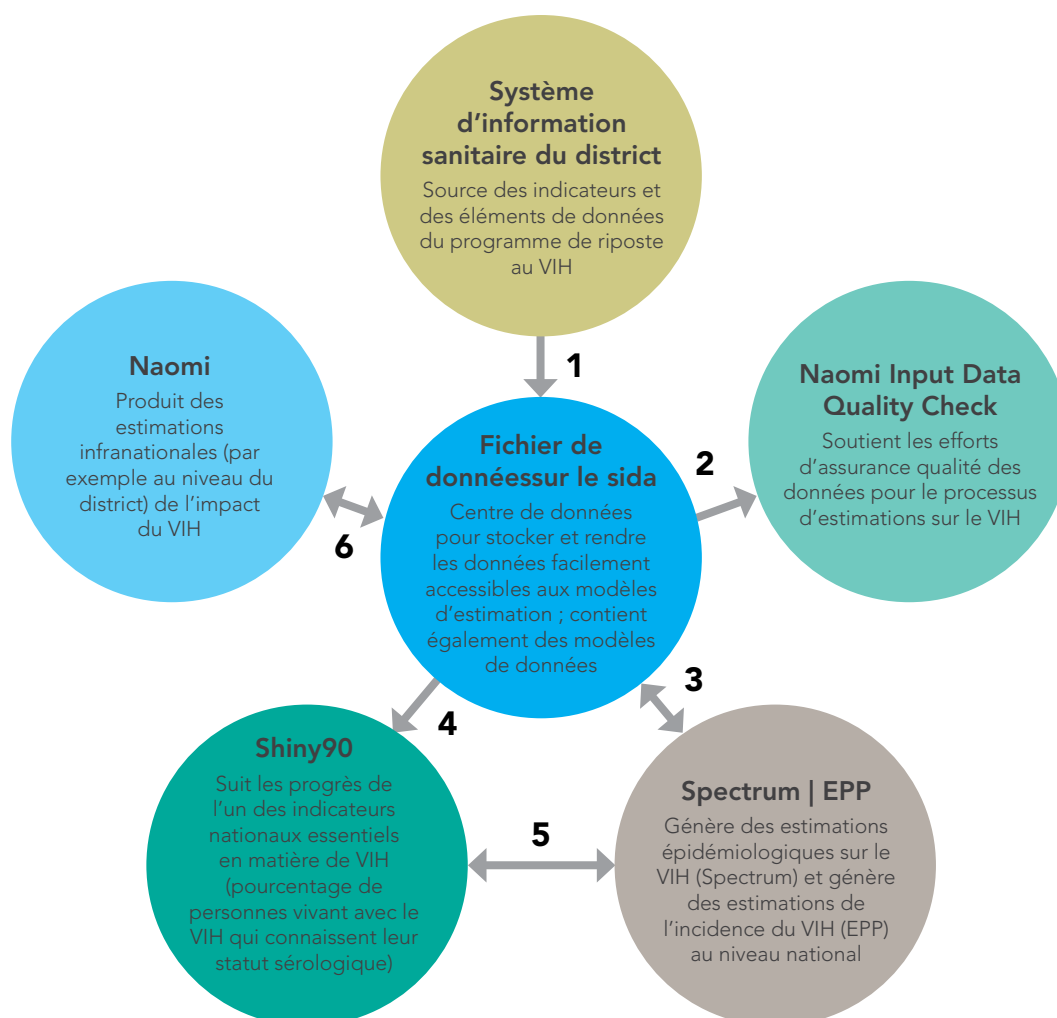 Système
d’information
sanitaire du district
Source des indicateurs et
des éléments de données
du programme de riposte
au VIH
1
Naomi
Produit des
estimations
infranationales (par
exemple au niveau du
district) de l’impact
du VIH
Naomi Input Data
Quality Check
Soutient les efforts
d’assurance qualité des
données pour le processus
d’estimations sur le VIH
2
Fichier de
donnéessur le sida
Centre de données
pour stocker et rendre
les données facilement
accessibles aux modèles
d’estimation ; contient
également des modèles
de données
6
3
4
Shiny90
Suit les progrès de
l’un des indicateurs
nationaux essentiels
en matière de VIH
(pourcentage de
personnes vivant avec le
VIH qui connaissent leur
statut sérologique)
5
Spectrum | EPP
Génère des estimations
épidémiologiques sur le
VIH (Spectrum) et génère
des estimations de
l’incidence du VIH (EPP)
au niveau national